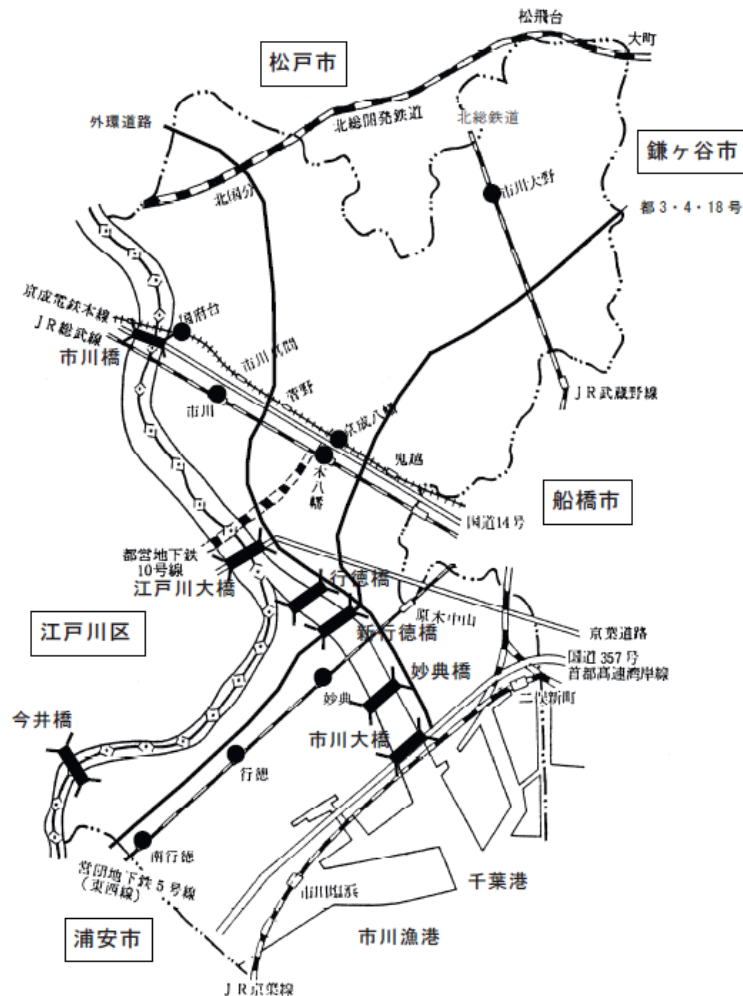 松飛台
大町
松戸市
外環道路
北総開発鉄道
北総鉄道
鎌ヶ谷市
北国分
市川大野
都3・4・18号
京成電鉄本線
国府台
JR総武線
市川橋
市川真間
菅野
JR武蔵野線
市川
京成八幡
鬼越
本八幡
船橋市
国道14号
都営地下鉄
10号線
江戸川大橋
行徳橋
原木中山
江戸川区
新行徳橋
京葉道路
国道357号
首都高速湾岸線
妙典橋
二俣新町
妙典
今井橋
市川大橋
行徳
南行徳
営団地下鉄5号線
(東西線)
市川塩浜
千葉港
浦安市
市川漁港
JR京葉線